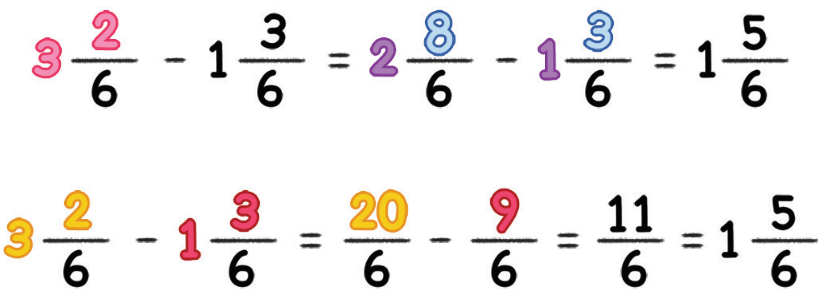 3 2/6 - 1 3/6 = 2 8/6 - 1 3/6 = 1 5/6
3 2/6 - 1 3/6 = 20/6 - 9/6 = 11/6 = 1 5/6